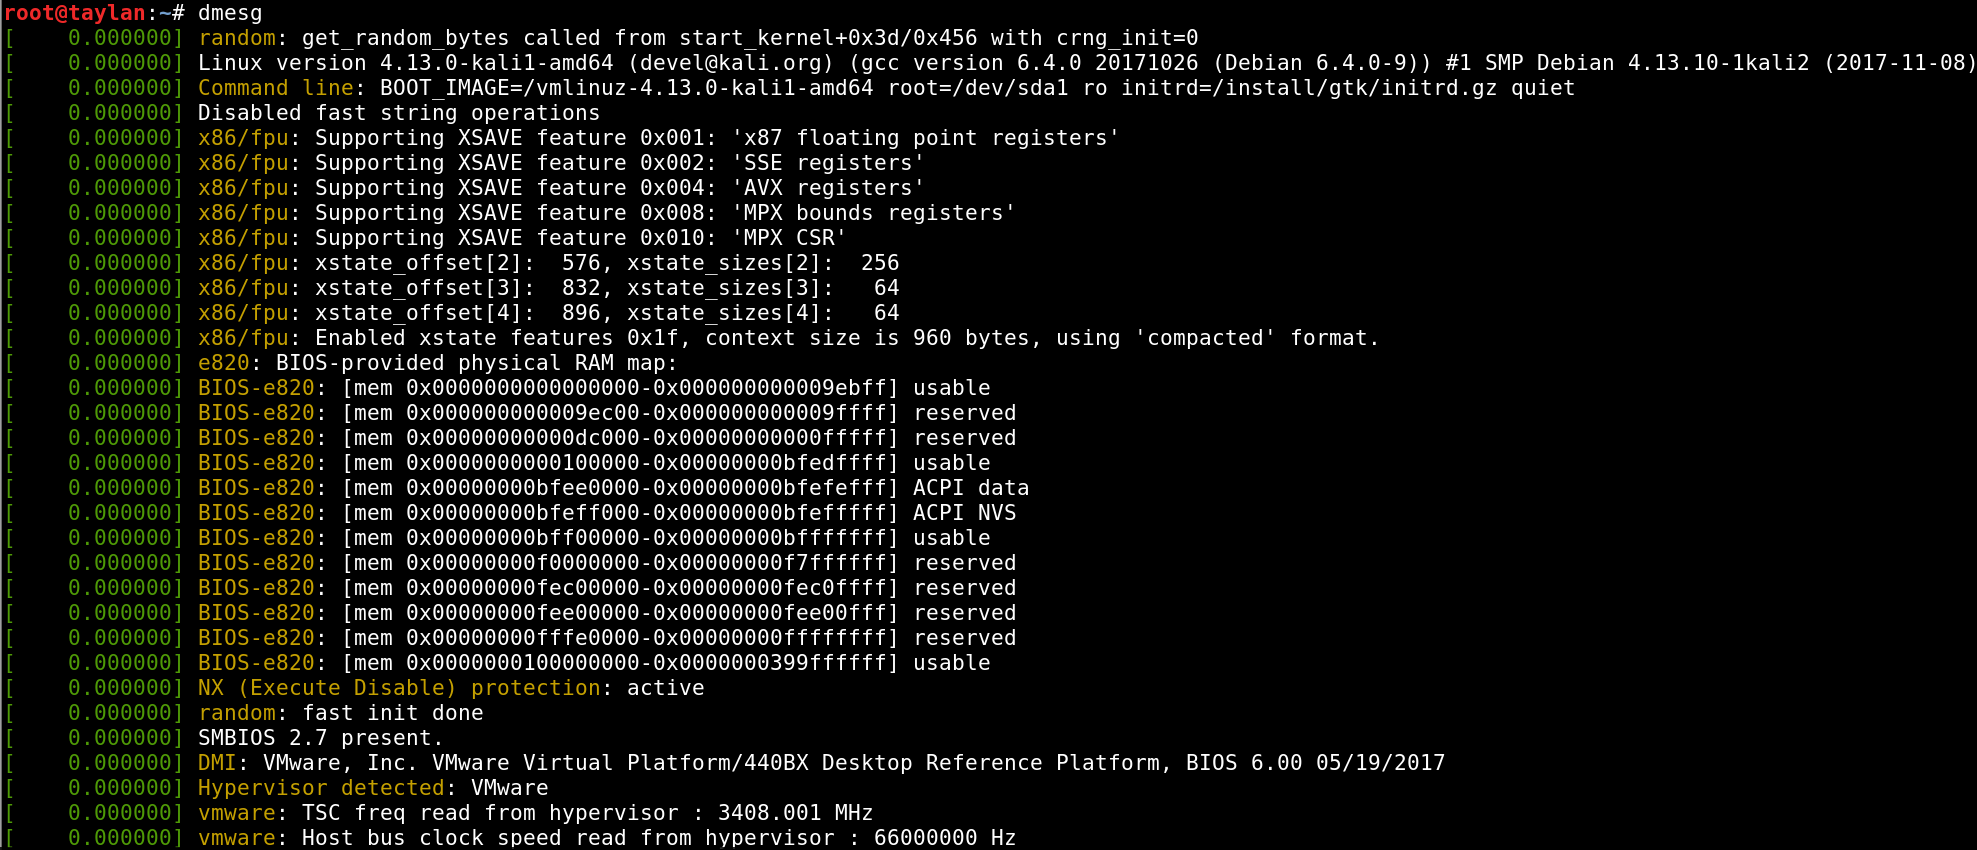 root@taylan:~# dmesg
[    0.000000] random: get_random_bytes called from start_kernel+0x3d/0x456 with crng_init=0
[    0.000000] Linux version 4.13.0-kali1-amd64 (devel@kali.org) (gcc version 6.4.0 20171026 (Debian 6.4.0-9)) #1 SMP Debian 4.13.10-1kali2 (2017-11-08)
[    0.000000] Command line: BOOT_IMAGE=/vmlinuz-4.13.0-kali1-amd64 root=/dev/sda1 ro initrd=/install/gtk/initrd.gz quiet
[    0.000000] Disabled fast string operations
[    0.000000] x86/fpu: Supporting XSAVE feature 0x001: 'x87 floating point registers'
[    0.000000] x86/fpu: Supporting XSAVE feature 0x002: 'SSE registers'
[    0.000000] x86/fpu: Supporting XSAVE feature 0x004: 'AVX registers'
[    0.000000] x86/fpu: Supporting XSAVE feature 0x008: 'MPX bounds registers'
[    0.000000] x86/fpu: Supporting XSAVE feature 0x010: 'MPX CSR'
[    0.000000] x86/fpu: xstate_offset[2]:  576, xstate_sizes[2]:  256
[    0.000000] x86/fpu: xstate_offset[3]:  832, xstate_sizes[3]:   64
[    0.000000] x86/fpu: xstate_offset[4]:  896, xstate_sizes[4]:   64
[    0.000000] x86/fpu: Enabled xstate features 0x1f, context size is 960 bytes, using 'compacted' format.
[    0.000000] e820: BIOS-provided physical RAM map:
[    0.000000] BIOS-e820: [mem 0x0000000000000000-0x000000000009ebff] usable
[    0.000000] BIOS-e820: [mem 0x000000000009ec00-0x000000000009ffff] reserved
[    0.000000] BIOS-e820: [mem 0x00000000000dc000-0x00000000000fffff] reserved
[    0.000000] BIOS-e820: [mem 0x0000000000100000-0x00000000bfedffff] usable
[    0.000000] BIOS-e820: [mem 0x00000000bfee0000-0x00000000bfefefff] ACPI data
[    0.000000] BIOS-e820: [mem 0x00000000bfeff000-0x00000000bfefffff] ACPI NVS
[    0.000000] BIOS-e820: [mem 0x00000000bff00000-0x00000000bfffffff] usable
[    0.000000] BIOS-e820: [mem 0x00000000f0000000-0x00000000f7ffffff] reserved
[    0.000000] BIOS-e820: [mem 0x00000000fec00000-0x00000000fec0ffff] reserved
[    0.000000] BIOS-e820: [mem 0x00000000fee00000-0x00000000fee00fff] reserved
[    0.000000] BIOS-e820: [mem 0x00000000fffe0000-0x00000000ffffffff] reserved
[    0.000000] BIOS-e820: [mem 0x0000000100000000-0x0000000399ffffff] usable
[    0.000000] NX (Execute Disable) protection: active
[    0.000000] random: fast init done
[    0.000000] SMBIOS 2.7 present.
[    0.000000] DMI: VMware, Inc. VMware Virtual Platform/440BX Desktop Reference Platform, BIOS 6.00 05/19/2017
[    0.000000] Hypervisor detected: VMware
[    0.000000] vmware: TSC freq read from hypervisor : 3408.001 MHz
[    0.000000] vmware: Host bus clock speed read from hypervisor : 66000000 Hz